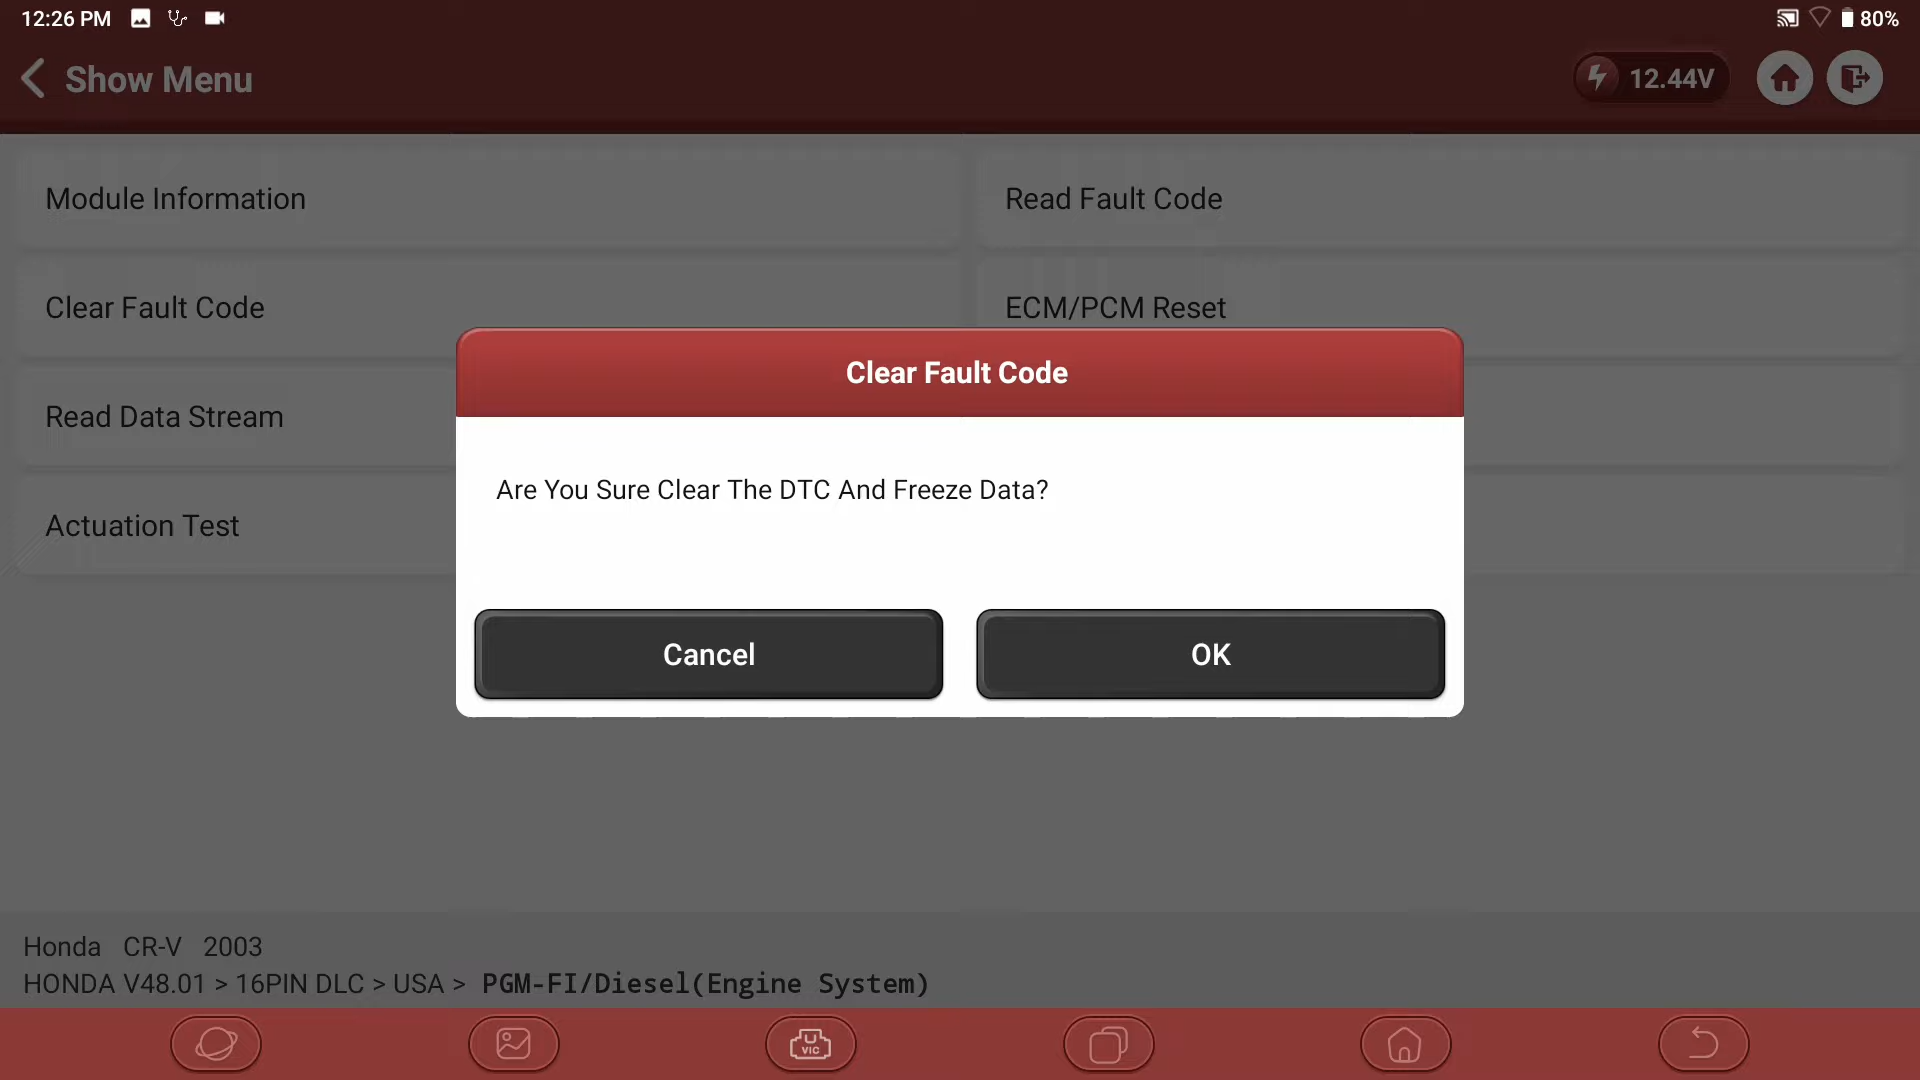 12:26 PM
80%
Show Menu
12.44V
Module Information
Read Fault Code
Clear Fault Code
ECM/PCM Reset
Read Data Stream
Actuation Test
Clear Fault Code
Are You Sure Clear The DTC And Freeze Data?
Cancel
OK
Honda CR-V 2003
HONDA V48.01 > 16PIN DLC > USA > PGM-FI/Diesel(Engine System)
VIC